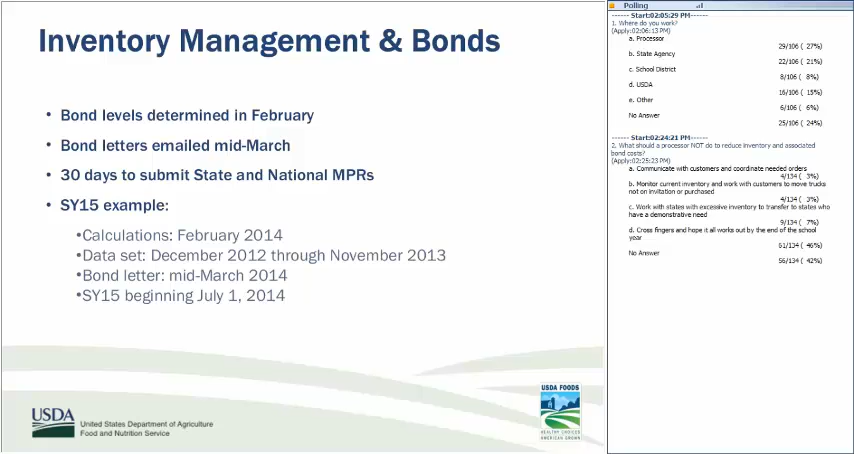 Inventory Management & Bonds
• Bond levels determined in February
• Bond letters emailed mid-March
• 30 days to submit State and National MPRs
• SY15 example:
•Calculations: February 2014
•Data set: December 2012 through November 2013
•Bond letter: mid-March 2014
•SY15 beginning July 1, 2014
USDA
United States Department of Agriculture
Food and Nutrition Service
USDA FOODS
HEALTHY CHOICES
AMERICAN GROWN
Polling
------ Start:02:05:29 PM------
1. Where do you work?
(Apply:02:06:13 PM)
a. Processor
29/106 ( 27%)
b. State Agency
22/106 ( 21%)
c. School District
8/106 ( 8%)
d. USDA
16/106 ( 15%)
e. Other
6/106 ( 6%)
No Answer
25/106 ( 24%)
------ Start:02:24:21 PM------
2. What should a processor NOT do to reduce inventory and associated
bond costs?
(Apply:02:25:23 PM)
a. Communicate with customers and coordinate needed orders
4/134 ( 3%)
b. Monitor current inventory and work with customers to move trucks
not on invitation or purchased
4/134 ( 3%)
c. Work with states with excessive inventory to transfer to states who
have a demonstrative need
9/134 ( 7%)
d. Cross fingers and hope it all works out by the end of the school
year
61/134 ( 46%)
No Answer
56/134 ( 42%)